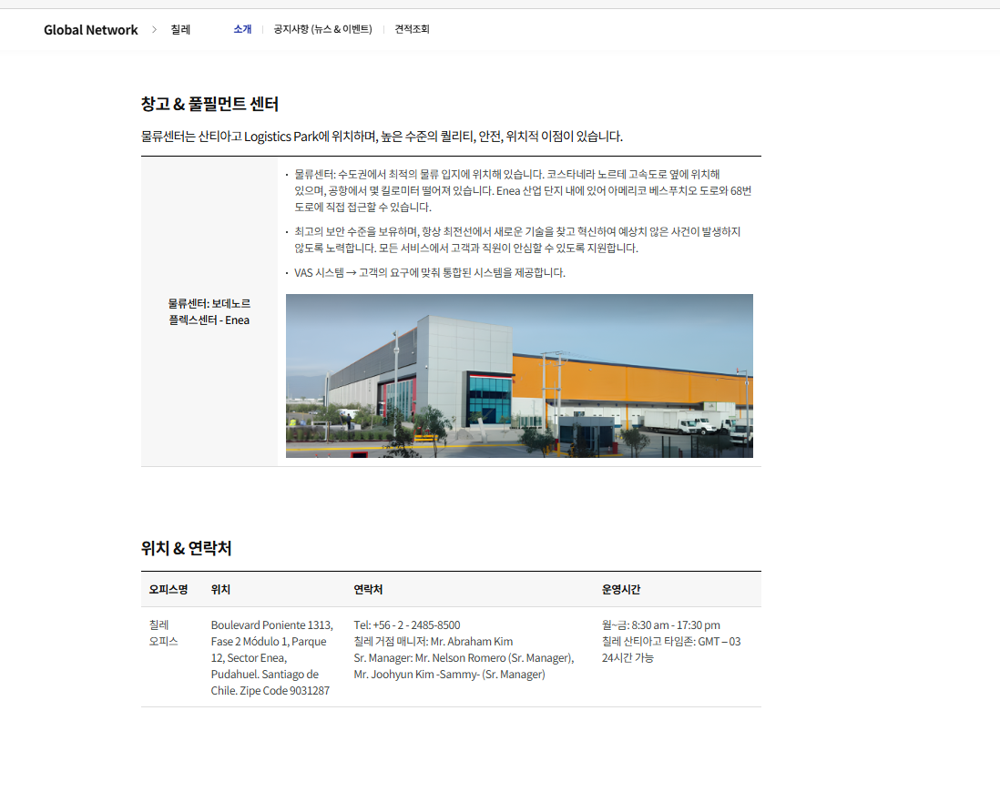 Global Network > 칠레 소개 공지사항 (뉴스 & 이벤트) 견적조회
창고 & 풀필먼트 센터
물류센터는 산티아고 Logistics Park에 위치하며, 높은 수준의 퀄리티, 안전, 위치적 이점이 있습니다.
물류센터: 보데노르
플렉스센터 - Enea
· 물류센터: 수도권에서 최적의 물류 입지에 위치해 있습니다. 코스타네라 노르테 고속도로 옆에 위치해
있으며, 공항에서 몇 킬로미터 떨어져 있습니다. Enea 산업 단지 내에 있어 아메리코 베스푸치오 도로와 68번
도로에 직접 접근할 수 있습니다.
· 최고의 보안 수준을 보유하며, 항상 최전선에서 새로운 기술을 찾고 혁신하여 예상치 않은 사건이 발생하지
않도록 노력합니다. 모든 서비스에서 고객과 직원이 안심할 수 있도록 지원합니다.
· VAS 시스템 → 고객의 요구에 맞춰 통합된 시스템을 제공합니다.
위치 & 연락처
오피스명 위치 연락처 운영시간
칠레
오피스
Boulevard Poniente 1313,
Fase 2 Módulo 1, Parque
12, Sector Enea,
Pudahuel. Santiago de
Chile. Zipe Code 9031287
Tel: +56 - 2 - 2485-8500
칠레 거점 매니저: Mr. Abraham Kim
Sr. Manager: Mr. Nelson Romero (Sr. Manager),
Mr. Joohyun Kim -Sammy- (Sr. Manager)
월~금: 8:30 am - 17:30 pm
칠레 산티아고 타임존: GMT – 03
24시간 가능